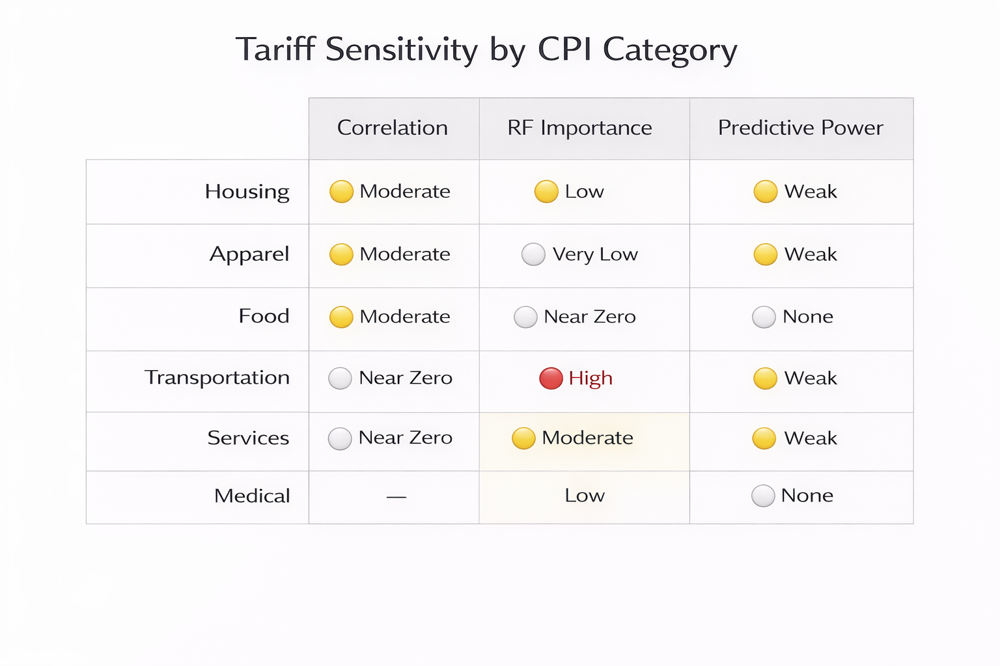 Tariff Sensitivity by CPI Category
Correlation RF Importance Predictive Power
Housing Moderate Low Weak
Apparel Moderate Very Low Weak
Food Moderate Near Zero None
Transportation Near Zero High Weak
Services Near Zero Moderate Weak
Medical — Low None